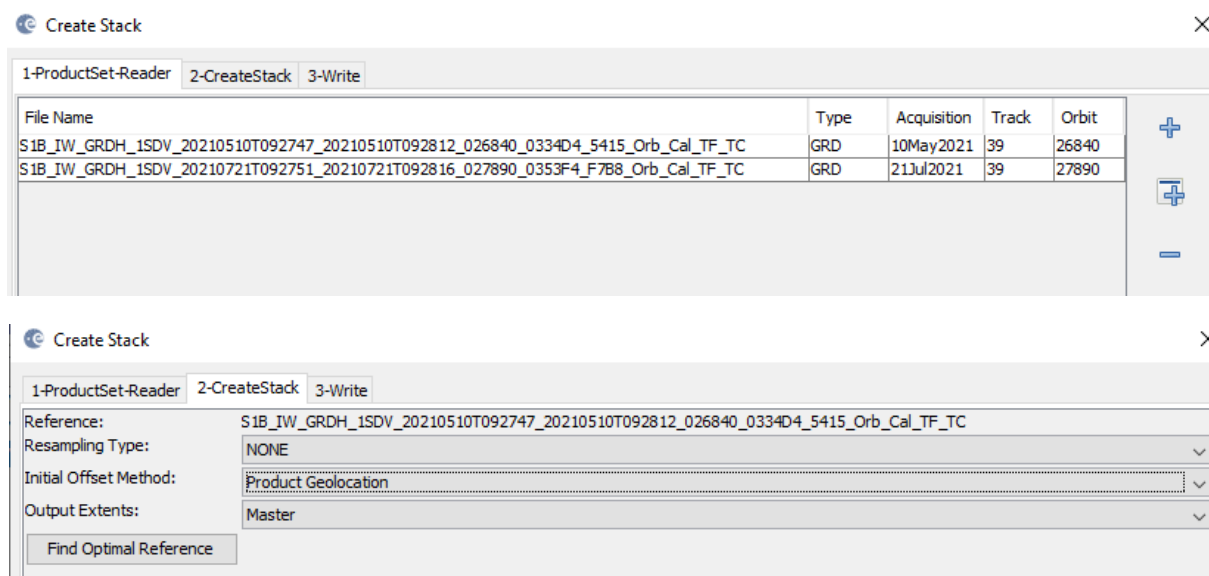 Create Stack
1-ProductSet-Reader 2-CreateStack 3-Write
File Name Type Acquisition Track Orbit
S1B_IW_GRDH_1SDV_20210510T092747_20210510T092812_026840_0334D4_5415_Orb_Cal_TF_TC GRD 10May2021 39 26840
S1B_IW_GRDH_1SDV_20210721T092751_20210721T092816_027890_0353F4_F7B8_Orb_Cal_TF_TC GRD 21Jul2021 39 27890
Create Stack
1-ProductSet-Reader 2-CreateStack 3-Write
Reference: S1B_IW_GRDH_1SDV_20210510T092747_20210510T092812_026840_0334D4_5415_Orb_Cal_TF_TC
Resampling Type: NONE
Initial Offset Method: Product Geolocation
Output Extents: Master
Find Optimal Reference